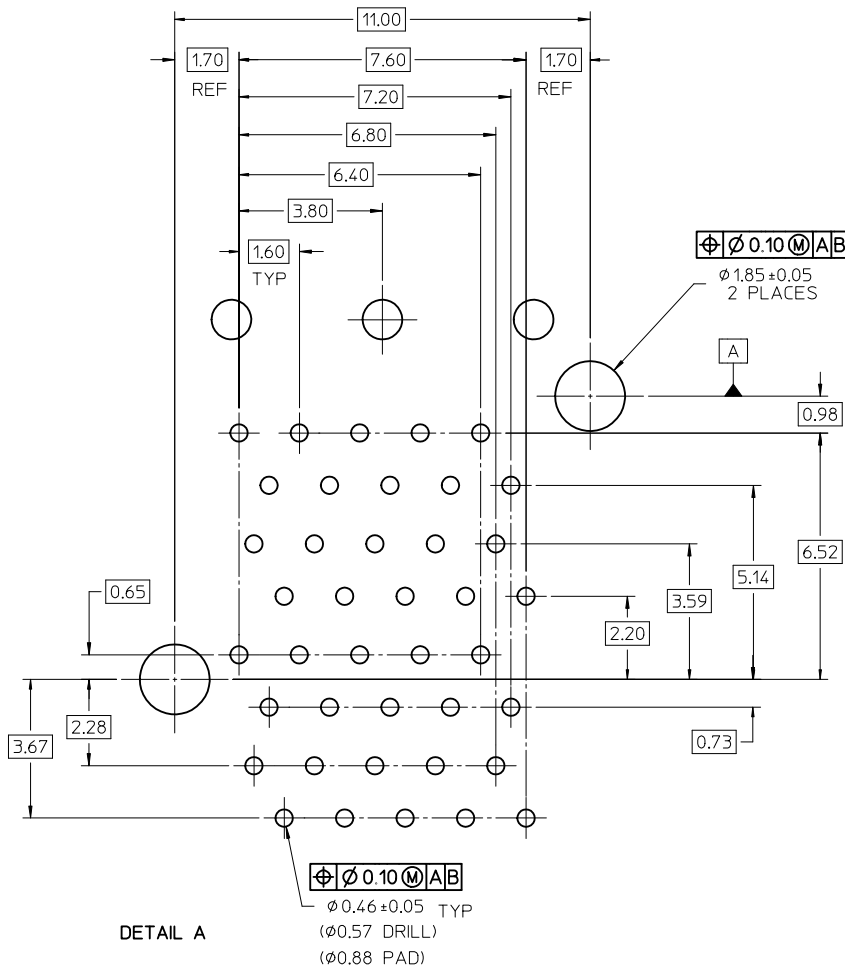 11.00
1.70
7.60
1.70
REF
REF
7.20
6.80
6.40
3.80
1.60
TYP
⌖ Ø 0.10 Ⓜ A B
Ø1.85±0.05
2 PLACES
A
0.98
6.52
5.14
0.65
3.59
2.20
2.28
3.67
0.73
⌖ Ø 0.10 Ⓜ A B
Ø0.46±0.05 TYP
(Ø0.57 DRILL)
(Ø0.88 PAD)
DETAIL A